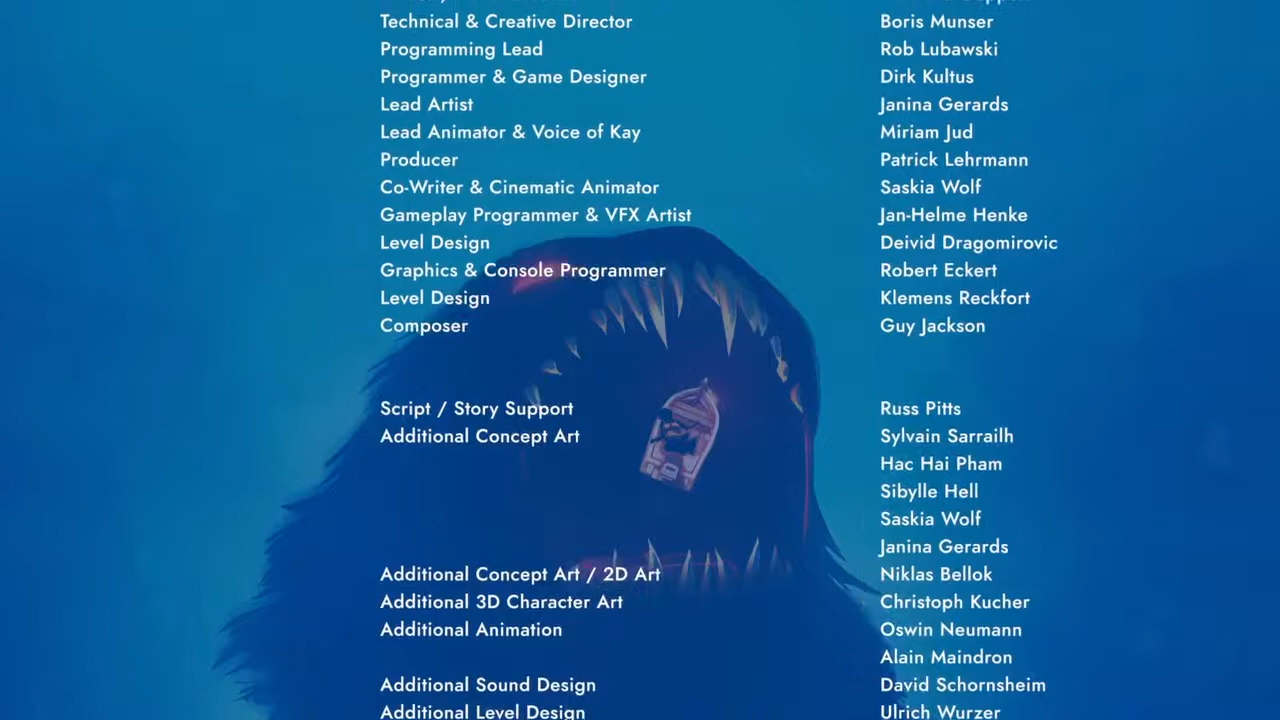 Technical & Creative Director Boris Munser
Programming Lead Rob Lubawski
Programmer & Game Designer Dirk Kultus
Lead Artist Janina Gerards
Lead Animator & Voice of Kay Miriam Jud
Producer Patrick Lehrmann
Co-Writer & Cinematic Animator Saskia Wolf
Gameplay Programmer & VFX Artist Jan-Helme Henke
Level Design Deivid Dragomirovic
Graphics & Console Programmer Robert Eckert
Level Design Klemens Reckfort
Composer Guy Jackson
Script / Story Support Russ Pitts
Additional Concept Art Sylvain Sarrailh
Hac Hai Pham
Sibylle Hell
Saskia Wolf
Janina Gerards
Additional Concept Art / 2D Art Niklas Bellok
Additional 3D Character Art Christoph Kucher
Additional Animation Oswin Neumann
Alain Maindron
Additional Sound Design David Schornsheim
Additional Level Design Ulrich Wurzer